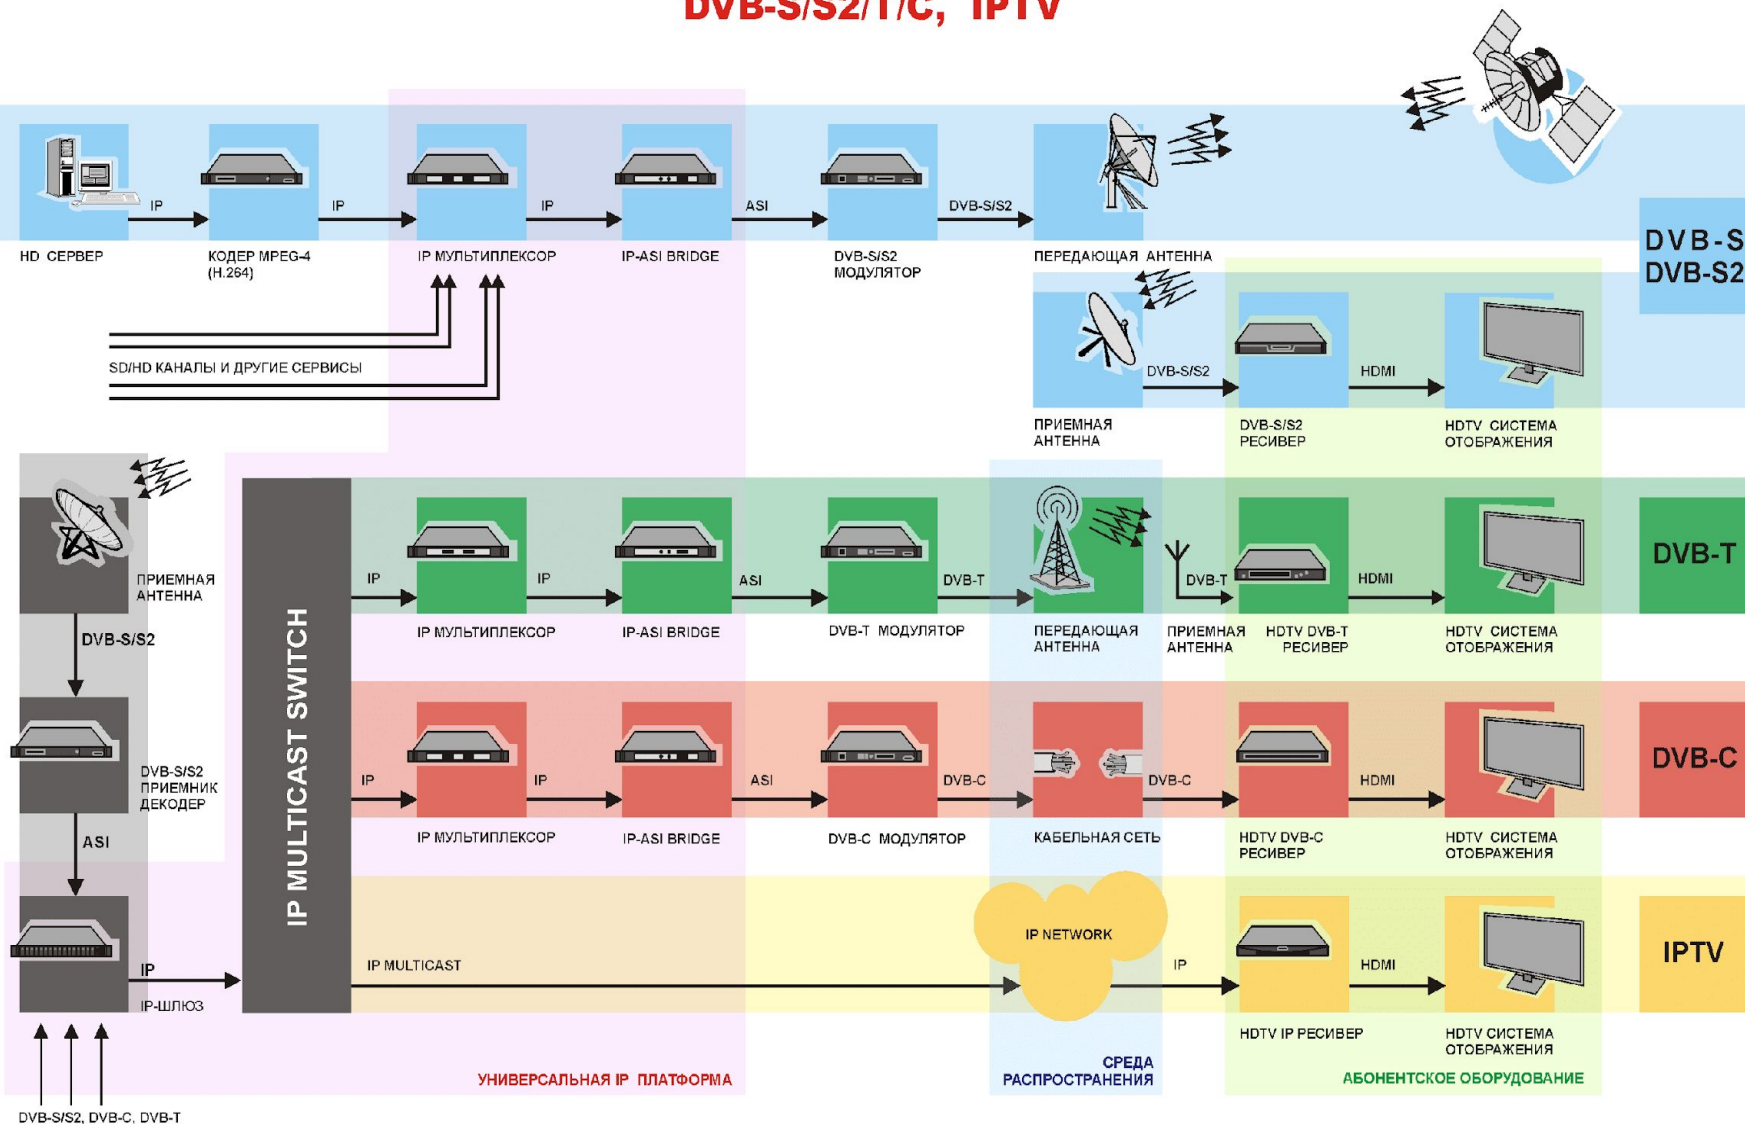 DVB-S/S2/T/C, IPTV
IP
IP
IP
ASI
DVB-S/S2
HD СЕРВЕР
КОДЕР MPEG-4
(H.264)
IP МУЛЬТИПЛЕКСОР
IP-ASI BRIDGE
DVB-S/S2
МОДУЛЯТОР
ПЕРЕДАЮЩАЯ АНТЕННА
DVB-S
DVB-S2
SD/HD КАНАЛЫ И ДРУГИЕ СЕРВИСЫ
DVB-S/S2
HDMI
ПРИЕМНАЯ
АНТЕННА
DVB-S/S2
РЕСИВЕР
HDTV СИСТЕМА
ОТОБРАЖЕНИЯ
ПРИЕМНАЯ
АНТЕННА
DVB-S/S2
DVB-S/S2
ПРИЕМНИК
ДЕКОДЕР
ASI
IP
IP-ШЛЮЗ
DVB-S/S2, DVB-C, DVB-T
IP MULTICAST SWITCH
IP
IP
ASI
DVB-T
DVB-T
HDMI
DVB-T
IP МУЛЬТИПЛЕКСОР
IP-ASI BRIDGE
DVB-T МОДУЛЯТОР
ПЕРЕДАЮЩАЯ
АНТЕННА
ПРИЕМНАЯ
АНТЕННА
HDTV DVB-T
РЕСИВЕР
HDTV СИСТЕМА
ОТОБРАЖЕНИЯ
IP
IP
ASI
DVB-C
DVB-C
HDMI
DVB-C
IP МУЛЬТИПЛЕКСОР
IP-ASI BRIDGE
DVB-C МОДУЛЯТОР
КАБЕЛЬНАЯ СЕТЬ
HDTV DVB-C
РЕСИВЕР
HDTV СИСТЕМА
ОТОБРАЖЕНИЯ
IP MULTICAST
IP NETWORK
IP
HDMI
IPTV
HDTV IP РЕСИВЕР
HDTV СИСТЕМА
ОТОБРАЖЕНИЯ
УНИВЕРСАЛЬНАЯ IP ПЛАТФОРМА
СРЕДА
РАСПРОСТРАНЕНИЯ
АБОНЕНТСКОЕ ОБОРУДОВАНИЕ